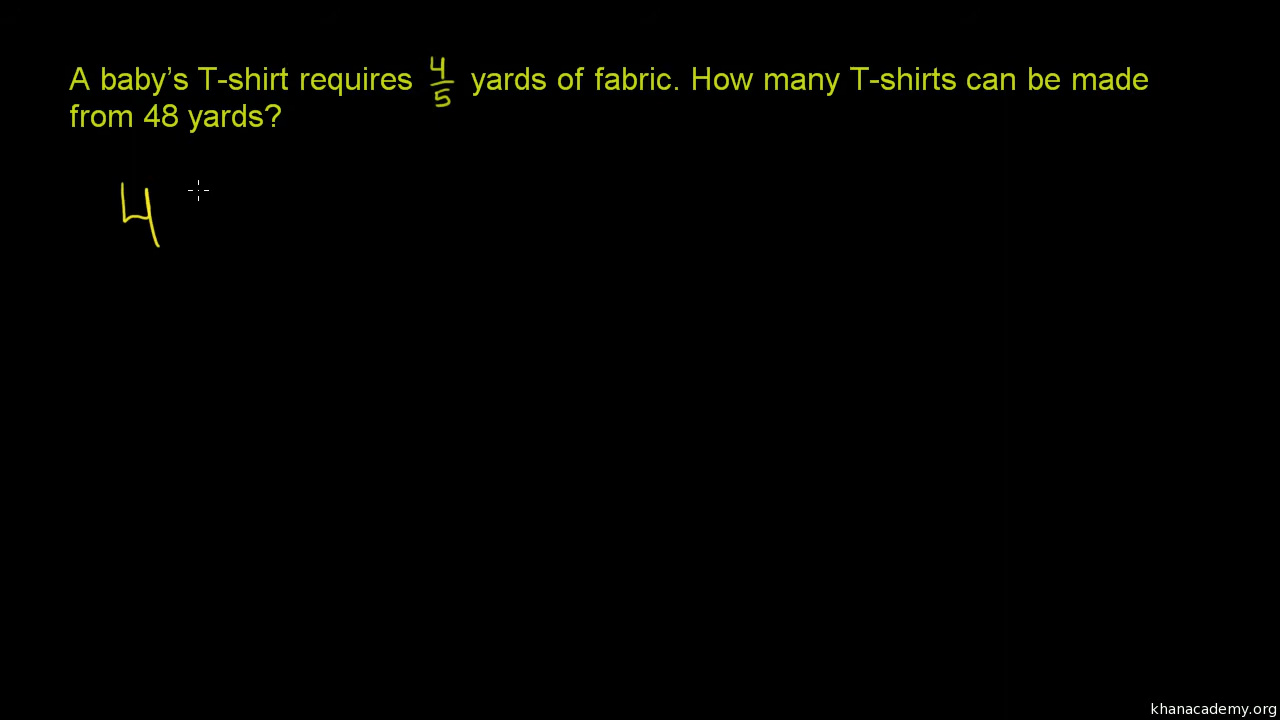 A baby’s T-shirt requires 4/5 yards of fabric. How many T-shirts can be made
from 48 yards?
4
khanacademy.org